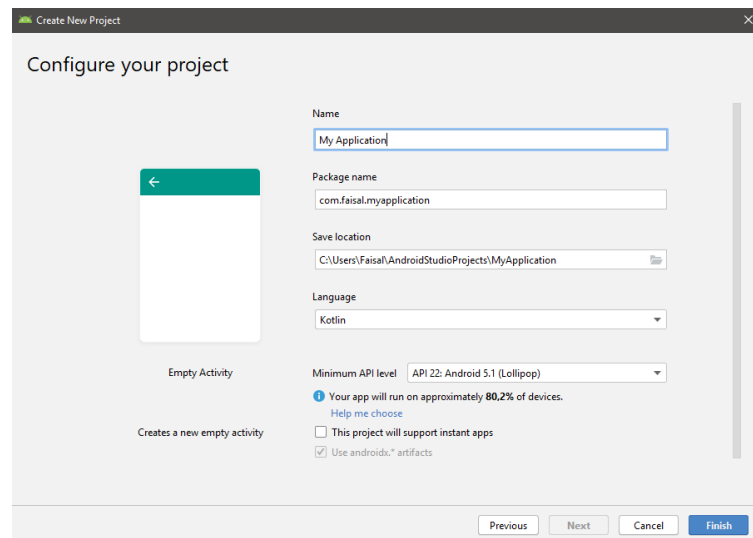 Create New Project
Configure your project
Name
My Application
Package name
com.faisal.myapplication
Save location
C:\Users\Faisal\AndroidStudioProjects\MyApplication
Language
Kotlin
Empty Activity
Minimum API level API 22: Android 5.1 (Lollipop)
Your app will run on approximately 80,2% of devices.
Help me choose
Creates a new empty activity
This project will support instant apps
Use androidx.* artifacts
Previous Next Cancel Finish